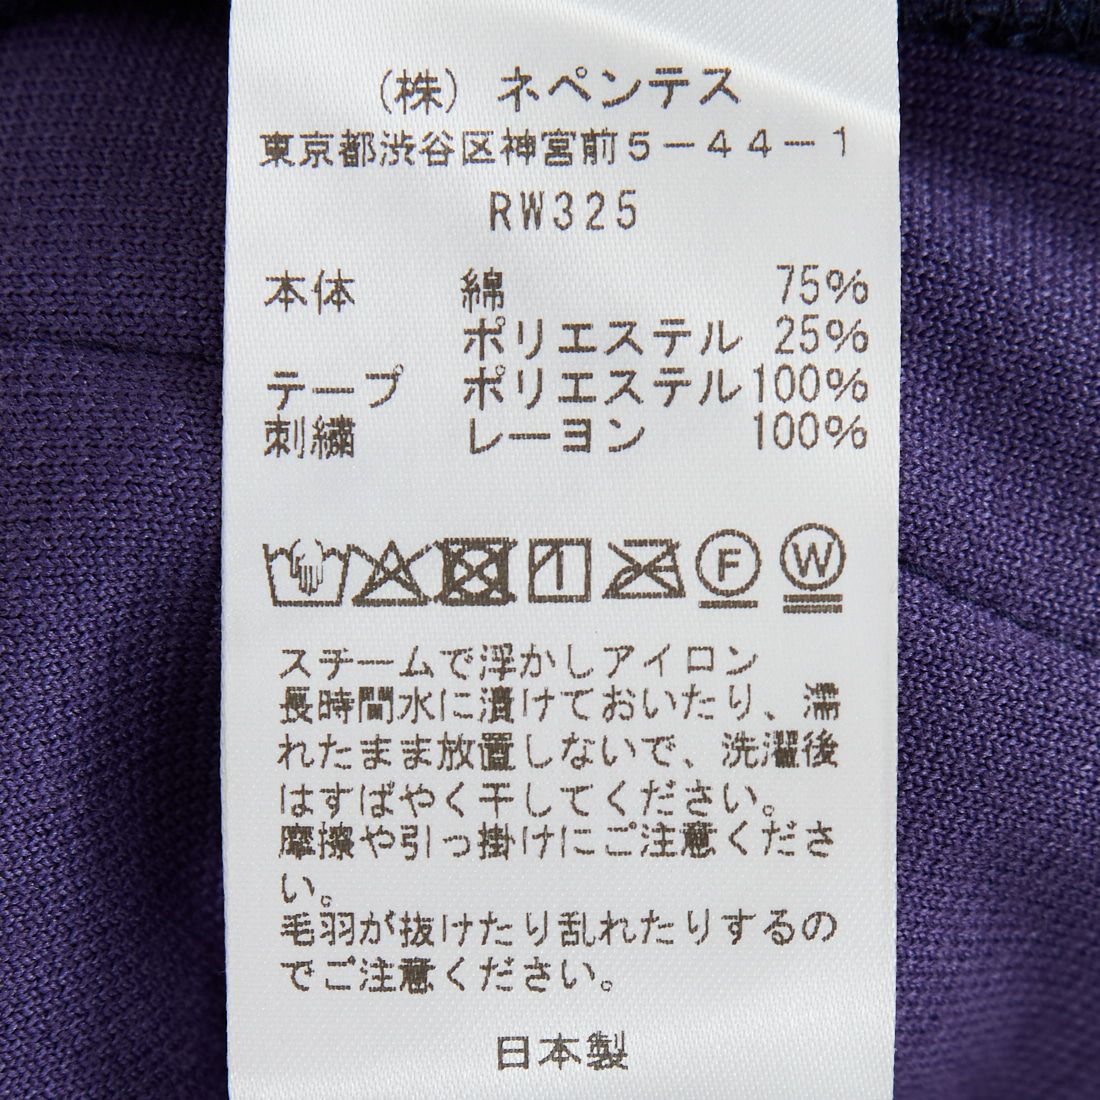 (株) ネペンテス
東京都渋谷区神宮前5-44-1
RW325
本体 綿 75%
ポリエステル 25%
テープ ポリエステル 100%
刺繍 レーヨン 100%
F W
スチームで浮かしアイロン
長時間水に漬けておいたり、濡
れたまま放置しないで、洗濯後
はすばやく干してください。
摩擦や引っ掛けにご注意くださ
い。
毛羽が抜けたり乱れたりするの
でご注意ください。
日本製